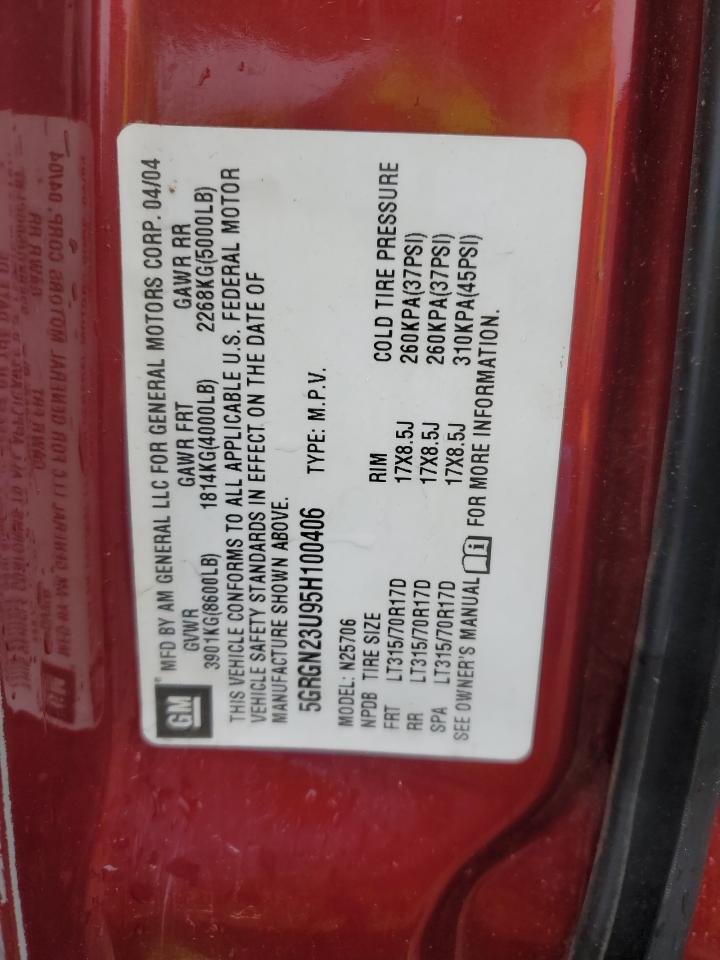 GM® MFD BY AM GENERAL LLC FOR GENERAL MOTORS CORP. 04/04
GVWR GAWR FRT GAWR RR
3901KG(8600LB) 1814KG(4000LB) 2268KG(5000LB)
THIS VEHICLE CONFORMS TO ALL APPLICABLE U.S. FEDERAL MOTOR
VEHICLE SAFETY STANDARDS IN EFFECT ON THE DATE OF
MANUFACTURE SHOWN ABOVE.
5GRGN23U95H100406 TYPE: M.P.V.
MODEL: N25706
NPDB TIRE SIZE RIM COLD TIRE PRESSURE
FRT LT315/70R17D 17X8.5J 260KPA(37PSI)
RR LT315/70R17D 17X8.5J 260KPA(37PSI)
SPA LT315/70R17D 17X8.5J 310KPA(45PSI)
SEE OWNER'S MANUAL i FOR MORE INFORMATION.